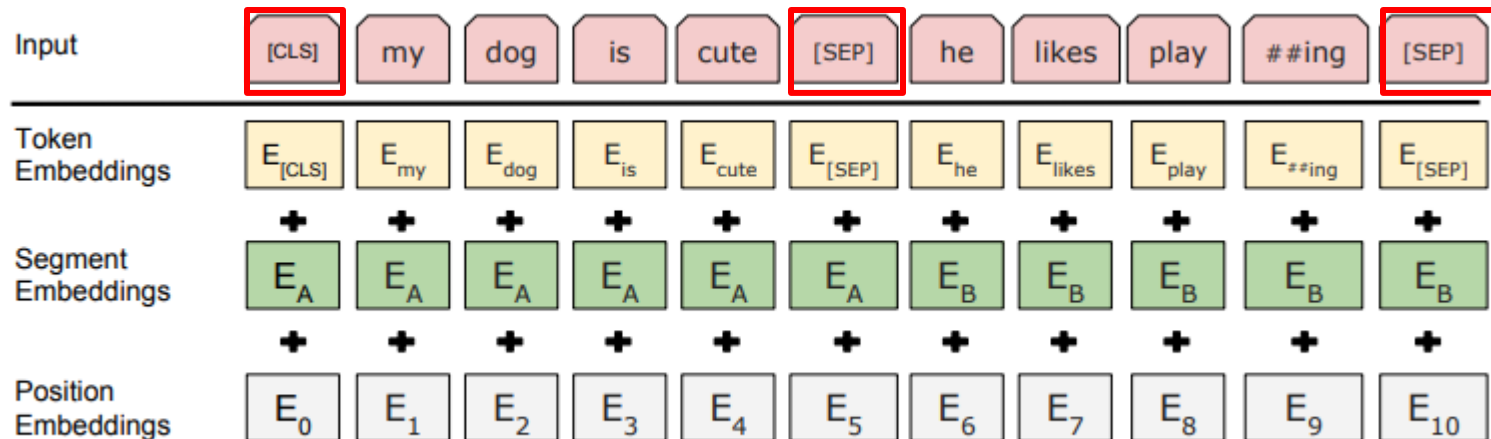 Input [CLS] my dog is cute [SEP] he likes play ##ing [SEP]
Token
Embeddings E[CLS] Emy Edog Eis Ecute E[SEP] Ehe Elikes Eplay E##ing E[SEP]
+ + + + + + + + + + +
Segment
Embeddings EA EA EA EA EA EA EB EB EB EB EB
+ + + + + + + + + + +
Position
Embeddings E0 E1 E2 E3 E4 E5 E6 E7 E8 E9 E10